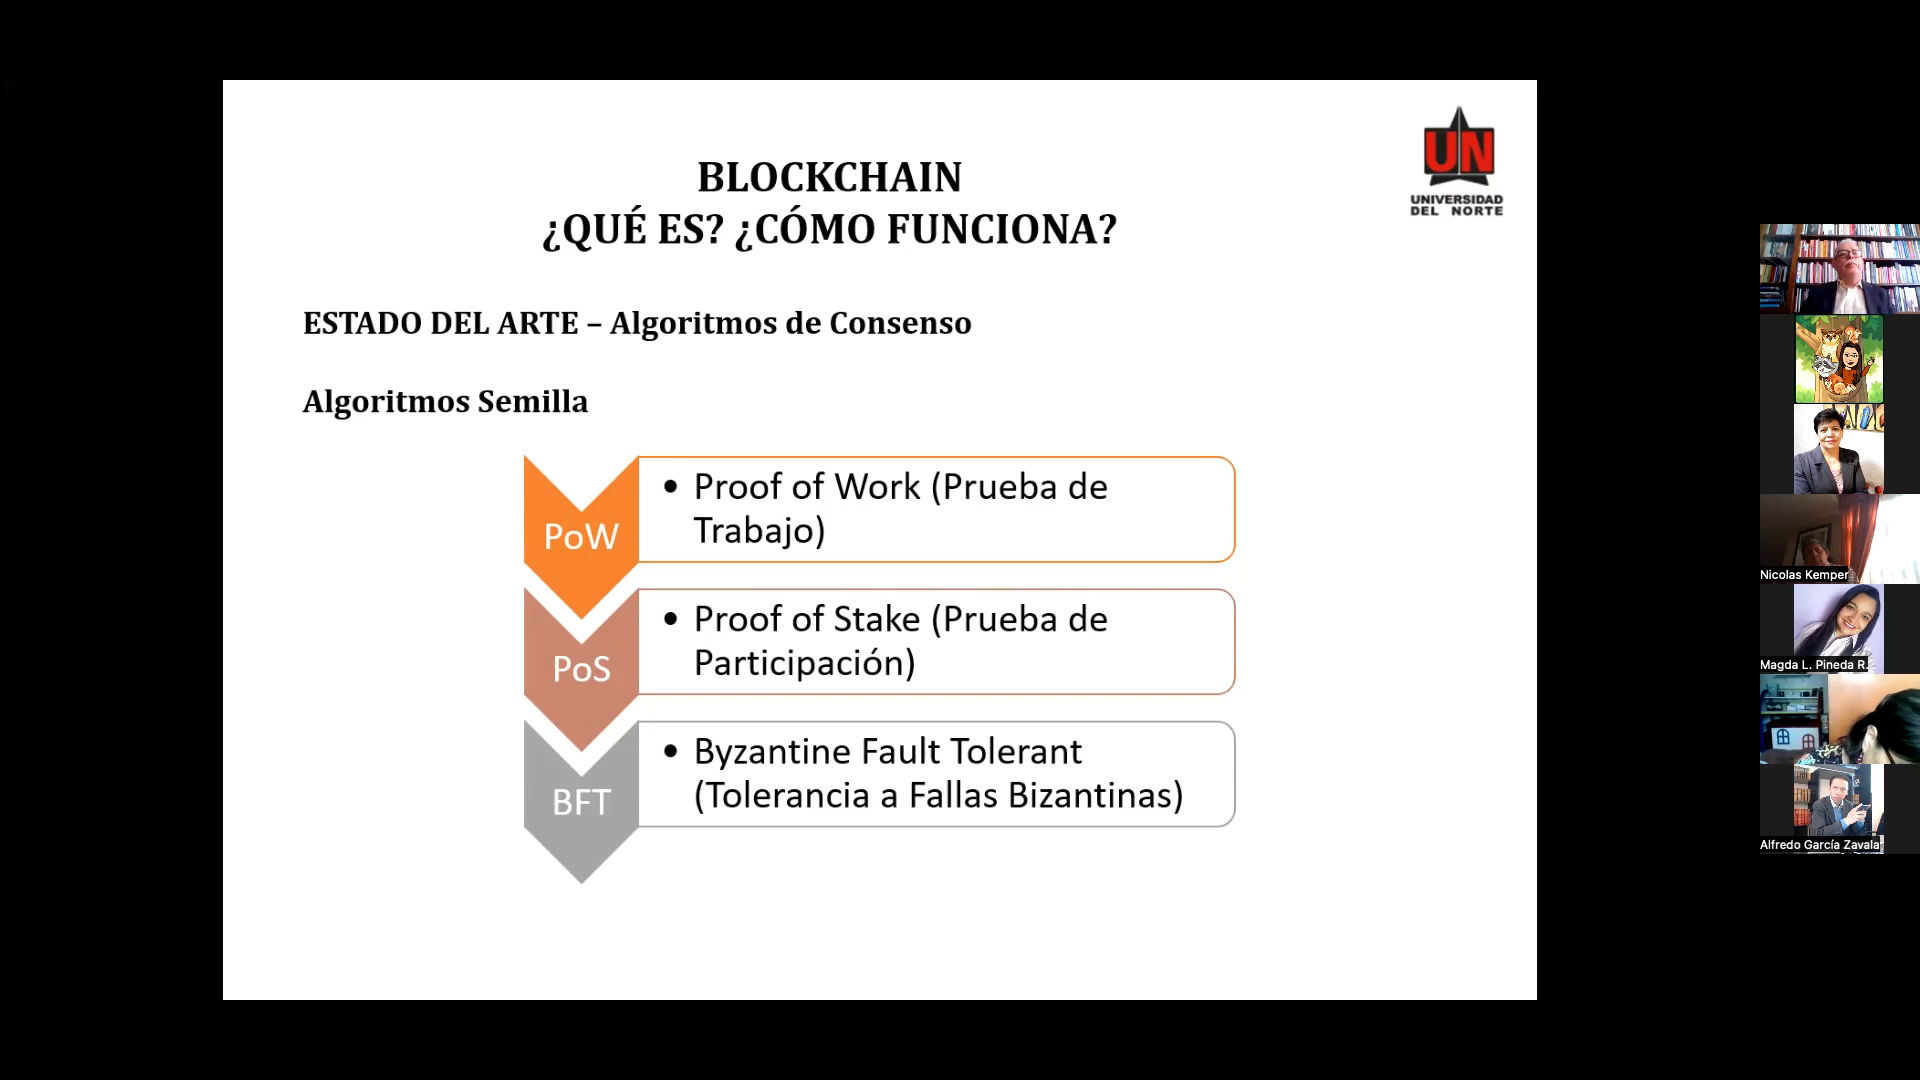 UN
UNIVERSIDAD
DEL NORTE
BLOCKCHAIN
¿QUÉ ES? ¿CÓMO FUNCIONA?
ESTADO DEL ARTE – Algoritmos de Consenso
Algoritmos Semilla
PoW
• Proof of Work (Prueba de
Trabajo)
PoS
• Proof of Stake (Prueba de
Participación)
BFT
• Byzantine Fault Tolerant
(Tolerancia a Fallas Bizantinas)
Nicolas Kemper
Magda L. Pineda R.
Alfredo García Zavala